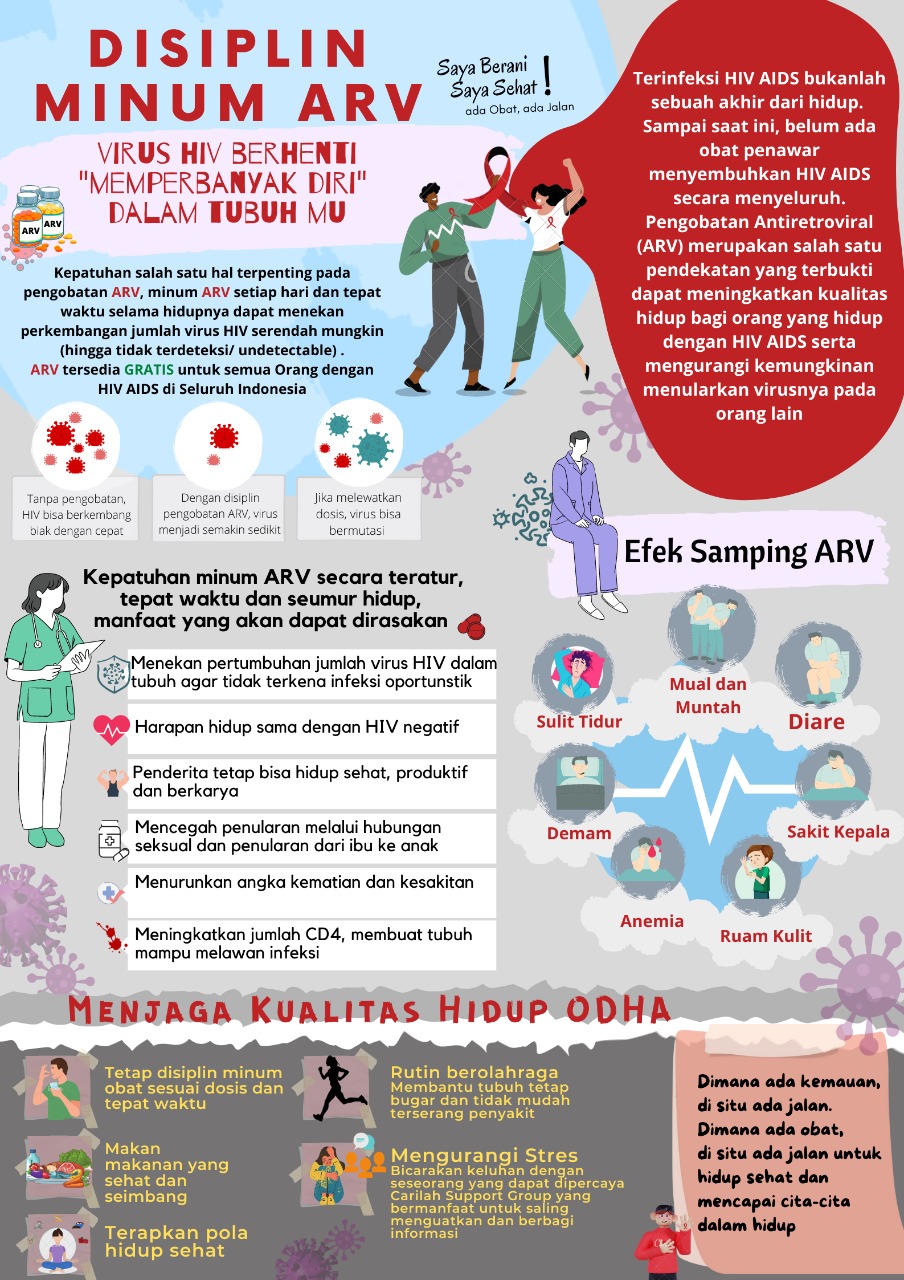 DISIPLIN
MINUM ARV
Saya Berani
Saya Sehat !
ada Obat, ada Jalan
VIRUS HIV BERHENTI
"MEMPERBANYAK DIRI"
DALAM TUBUH MU
ARV
ARV
Kepatuhan salah satu hal terpenting pada
pengobatan ARV, minum ARV setiap hari dan tepat
waktu selama hidupnya dapat menekan
perkembangan jumlah virus HIV serendah mungkin
(hingga tidak terdeteksi/ undetectable) .
ARV tersedia GRATIS untuk semua Orang dengan
HIV AIDS di Seluruh Indonesia
Terinfeksi HIV AIDS bukanlah
sebuah akhir dari hidup.
Sampai saat ini, belum ada
obat penawar
menyembuhkan HIV AIDS
secara menyeluruh.
Pengobatan Antiretroviral
(ARV) merupakan salah satu
pendekatan yang terbukti
dapat meningkatkan kualitas
hidup bagi orang yang hidup
dengan HIV AIDS serta
mengurangi kemungkinan
menularkan virusnya pada
orang lain
Tanpa pengobatan,
HIV bisa berkembang
biak dengan cepat
Dengan disiplin
pengobatan ARV, virus
menjadi semakin sedikit
Jika melewatkan
dosis, virus bisa
bermutasi
Kepatuhan minum ARV secara teratur,
tepat waktu dan seumur hidup,
manfaat yang akan dapat dirasakan
Menekan pertumbuhan jumlah virus HIV dalam
tubuh agar tidak terkena infeksi oportunstik
Harapan hidup sama dengan HIV negatif
Penderita tetap bisa hidup sehat, produktif
dan berkarya
Mencegah penularan melalui hubungan
seksual dan penularan dari ibu ke anak
Menurunkan angka kematian dan kesakitan
Meningkatkan jumlah CD4, membuat tubuh
mampu melawan infeksi
Efek Samping ARV
Sulit Tidur
Mual dan
Muntah
Diare
Demam
Sakit Kepala
Anemia
Ruam Kulit
MENJAGA KUALITAS HIDUP ODHA
Tetap disiplin minum
obat sesuai dosis dan
tepat waktu
Makan
makanan yang
sehat dan
seimbang
Terapkan pola
hidup sehat
Rutin berolahraga
Membantu tubuh tetap
bugar dan tidak mudah
terserang penyakit
Mengurangi Stres
Bicarakan keluhan dengan
seseorang yang dapat dipercaya
Carilah Support Group yang
bermanfaat untuk saling
menguatkan dan berbagi
informasi
Dimana ada kemauan,
di situ ada jalan.
Dimana ada obat,
di situ ada jalan untuk
hidup sehat dan
mencapai cita-cita
dalam hidup